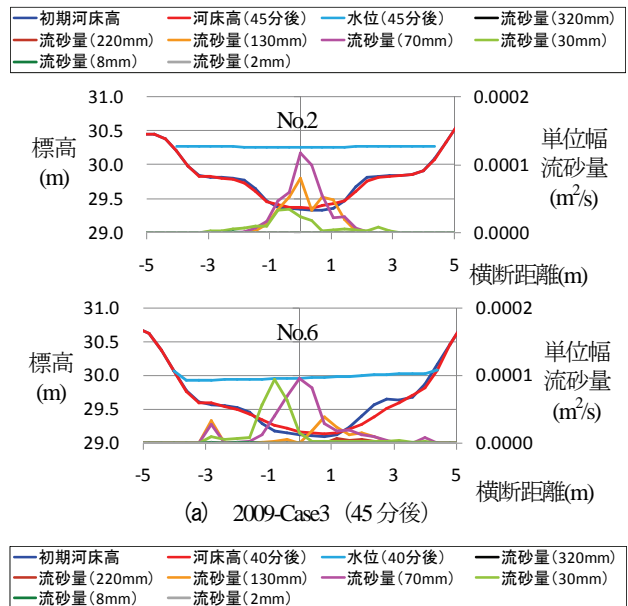 初期河床高 河床高(45分後) 水位(45分後) 流砂量(320mm)
流砂量(220mm) 流砂量(130mm) 流砂量(70mm) 流砂量(30mm)
流砂量(8mm) 流砂量(2mm)
No.2
標高
(m)
31.0
30.5
30.0
29.5
29.0
0.0002
0.0001
0.0000
単位幅
流砂量
(m²/s)
-5 -3 -1 1 3 5
横断距離(m)
No.6
標高
(m)
31.0
30.5
30.0
29.5
29.0
0.0002
0.0001
0.0000
単位幅
流砂量
(m²/s)
-5 -3 -1 1 3 5
横断距離(m)
(a) 2009-Case3 (45分後)
初期河床高 河床高(40分後) 水位(40分後) 流砂量(320mm)
流砂量(220mm) 流砂量(130mm) 流砂量(70mm) 流砂量(30mm)
流砂量(8mm) 流砂量(2mm)